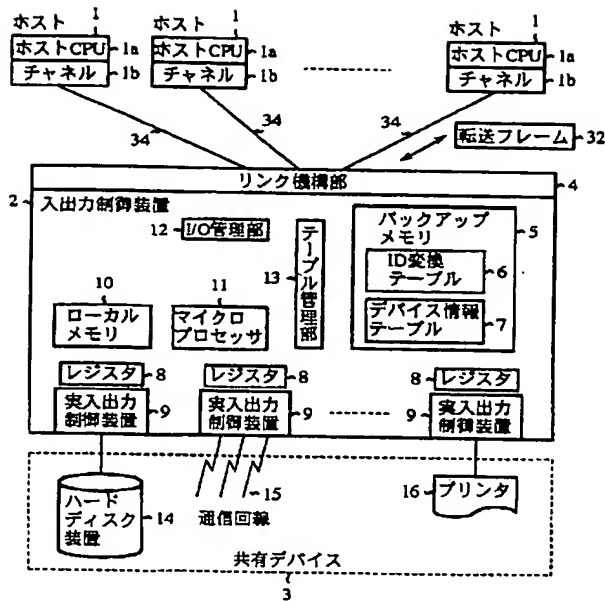 ホスト 1
ホストCPU 1a
チャネル 1b
ホスト 1
ホストCPU 1a
チャネル 1b
ホスト 1
ホストCPU 1a
チャネル 1b
34
34
34
転送フレーム 32
リンク機構部 4
2 入出力制御装置
12 I/O管理部
13 テーブル管理部
バックアップ
メモリ 5
ID変換
テーブル 6
デバイス情報
テーブル 7
10
ローカル
メモリ
11
マイクロ
プロセッサ
レジスタ 8
実入出力
制御装置 9
レジスタ 8
実入出力
制御装置 9
8 レジスタ
9 実入出力
制御装置
ハード
ディスク
装置 14
15
通信回線
16 プリンタ
共有デバイス
3